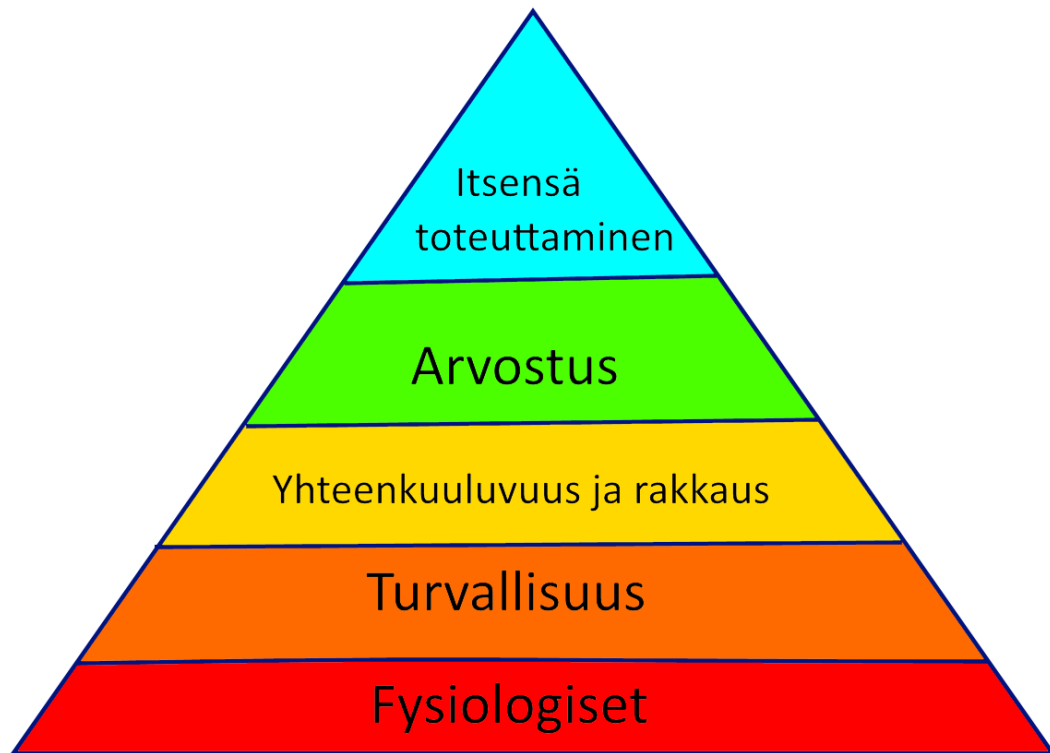 Itsensä
toteuttaminen
Arvostus
Yhteenkuuluvuus ja rakkaus
Turvallisuus
Fysiologiset